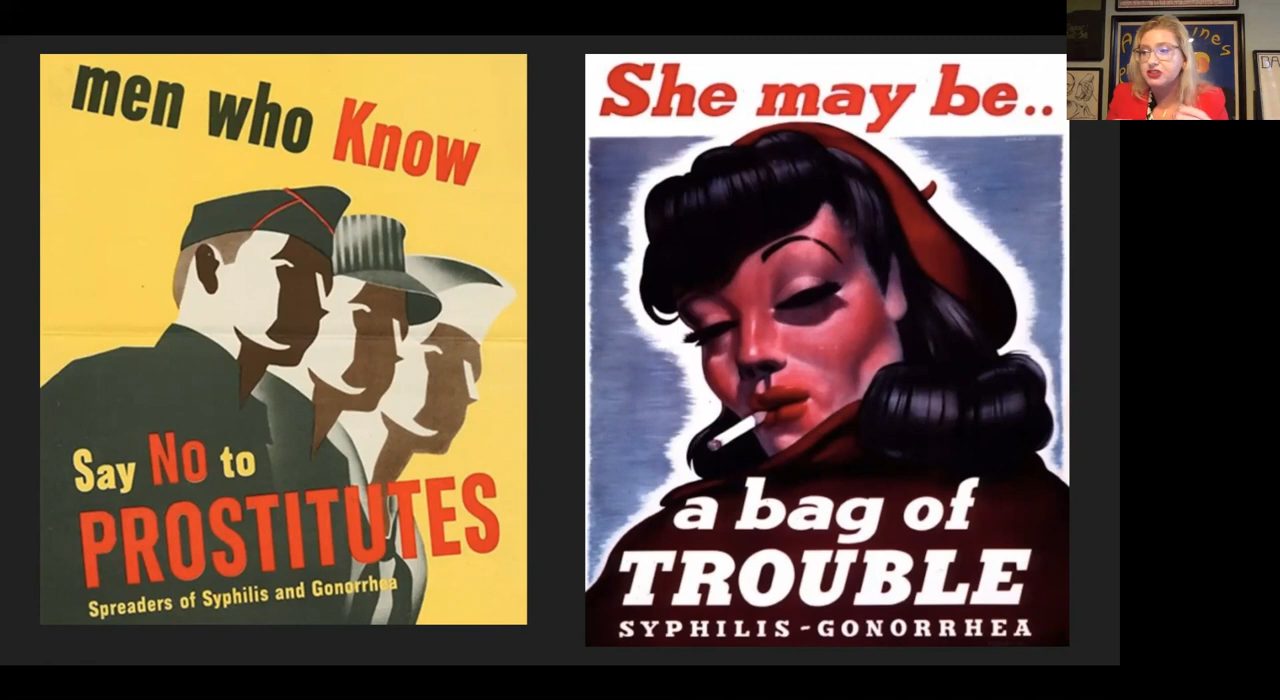 men who Know
Say No to
PROSTITUTES
Spreaders of Syphilis and Gonorrhea
She may be..
a bag of
TROUBLE
SYPHILIS-GONORRHEA